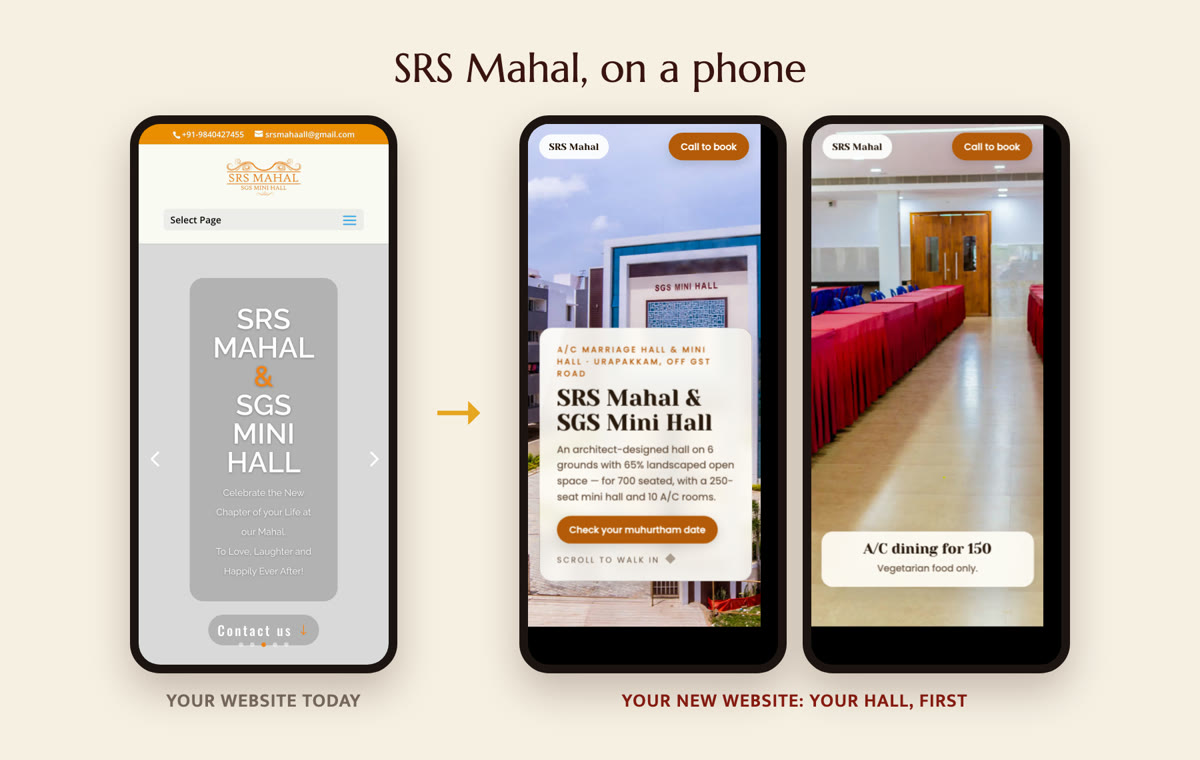 SRS Mahal, on a phone
+91-9840427455 srsmahaall@gmail.com
SRS MAHAL
SGS MINI HALL
Select Page
SRS
MAHAL
&
SGS
MINI
HALL
Celebrate the New
Chapter of your Life at
our Mahal.
To Love, Laughter and
Happily Ever After!
Contact us ↓
YOUR WEBSITE TODAY
SRS Mahal
Call to book
SGS MINI HALL
A/C MARRIAGE HALL & MINI
HALL · URAPAKKAM, OFF GST
ROAD
SRS Mahal &
SGS Mini Hall
An architect-designed hall on 6
grounds with 65% landscaped open
space — for 700 seated, with a 250-
seat mini hall and 10 A/C rooms.
Check your muhurtham date
SCROLL TO WALK IN
SRS Mahal
Call to book
A/C dining for 150
Vegetarian food only.
YOUR NEW WEBSITE: YOUR HALL, FIRST